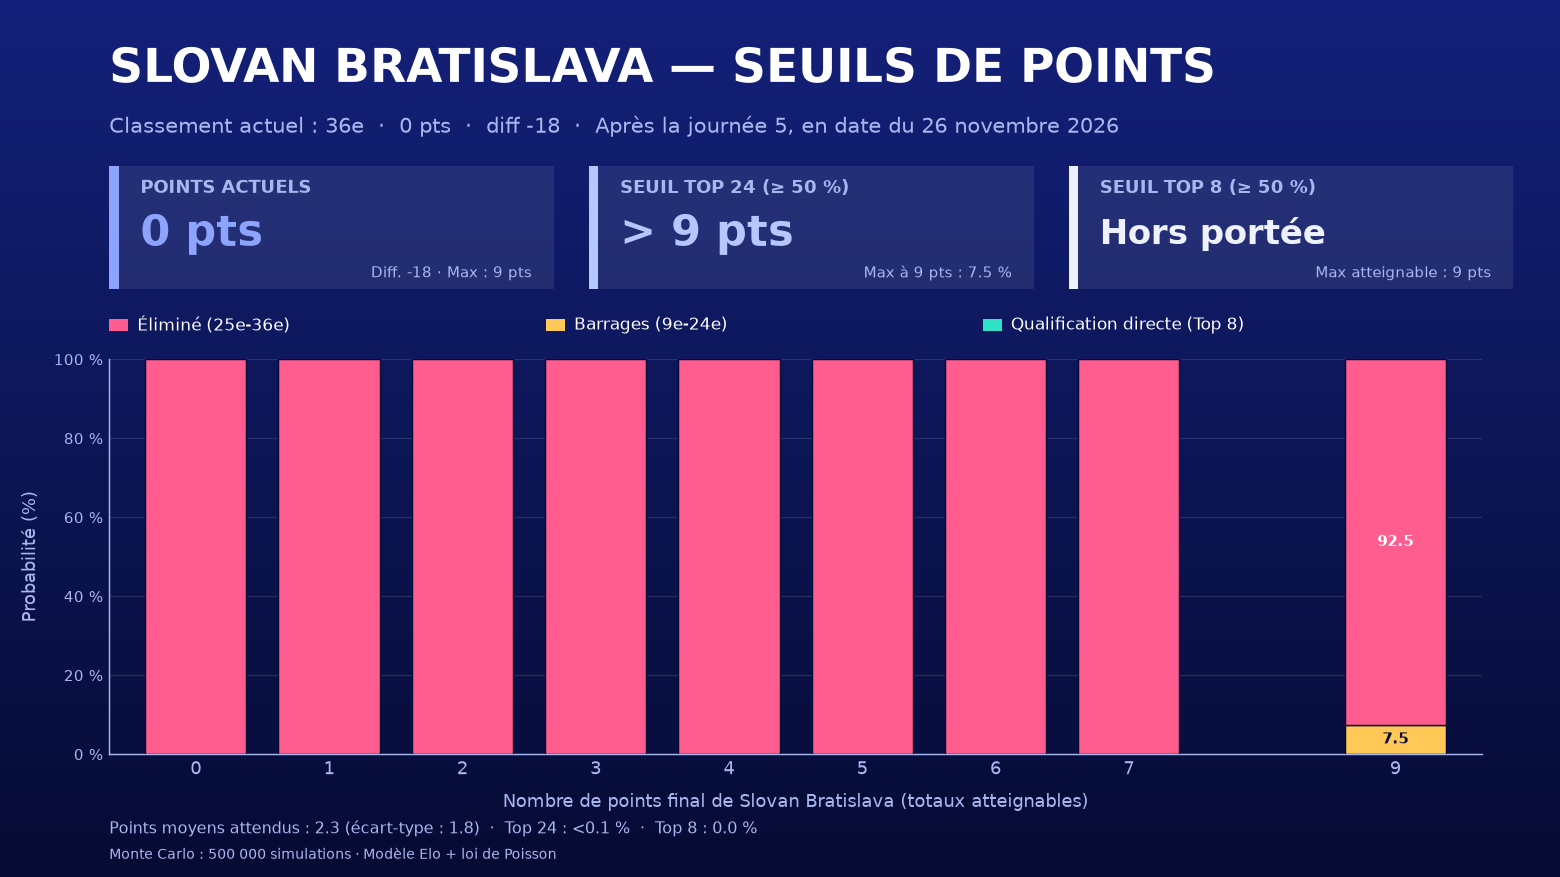 SLOVAN BRATISLAVA — SEUILS DE POINTS
Classement actuel : 36e · 0 pts · diff -18 · Après la journée 5, en date du 26 novembre 2026
POINTS ACTUELS
0 pts
Diff. -18 · Max : 9 pts
SEUIL TOP 24 (≥ 50 %)
> 9 pts
Max à 9 pts : 7.5 %
SEUIL TOP 8 (≥ 50 %)
Hors portée
Max atteignable : 9 pts
Éliminé (25e-36e)
Barrages (9e-24e)
Qualification directe (Top 8)
Probabilité (%)
100 %
80 %
60 %
40 %
20 %
0 %
92.5
7.5
0 1 2 3 4 5 6 7 9
Nombre de points final de Slovan Bratislava (totaux atteignables)
Points moyens attendus : 2.3 (écart-type : 1.8) · Top 24 : <0.1 % · Top 8 : 0.0 %
Monte Carlo : 500 000 simulations · Modèle Elo + loi de Poisson